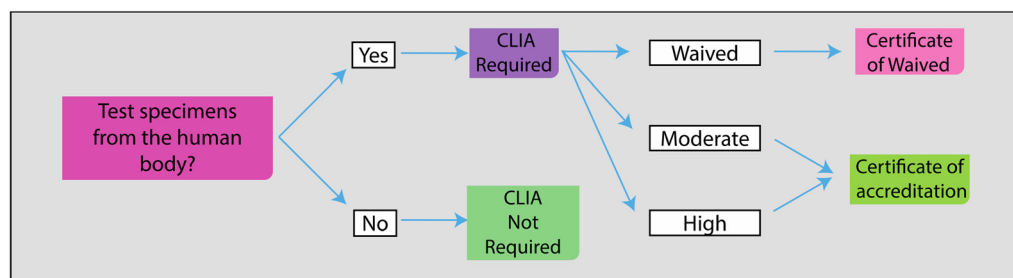 Test specimens
from the human
body?
Yes
No
CLIA
Required
CLIA
Not
Required
Waived
Moderate
High
Certificate
of Waived
Certificate of
accreditation